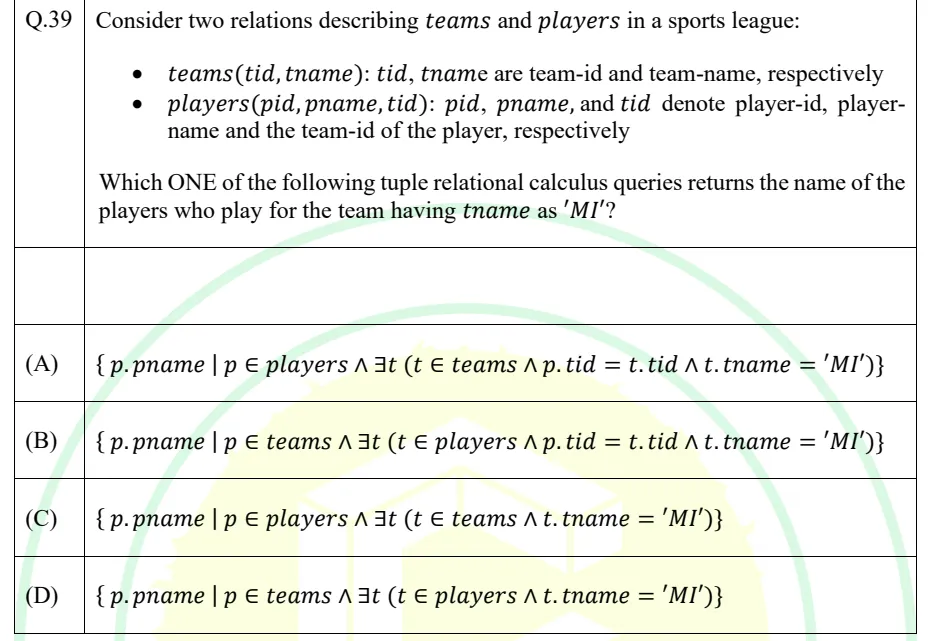 Q.39 Consider two relations describing teams and players in a sports league:
• teams(tid, tname): tid, tname are team-id and team-name, respectively
• players(pid, pname, tid): pid, pname, and tid denote player-id, player-
name and the team-id of the player, respectively
Which ONE of the following tuple relational calculus queries returns the name of the
players who play for the team having tname as ′MI′?
(A) { p. pname | p ∈ players ∧ ∃t (t ∈ teams ∧ p. tid = t. tid ∧ t. tname = ′MI′)}
(B) { p. pname | p ∈ teams ∧ ∃t (t ∈ players ∧ p. tid = t. tid ∧ t. tname = ′MI′)}
(C) { p. pname | p ∈ players ∧ ∃t (t ∈ teams ∧ t. tname = ′MI′)}
(D) { p. pname | p ∈ teams ∧ ∃t (t ∈ players ∧ t. tname = ′MI′)}